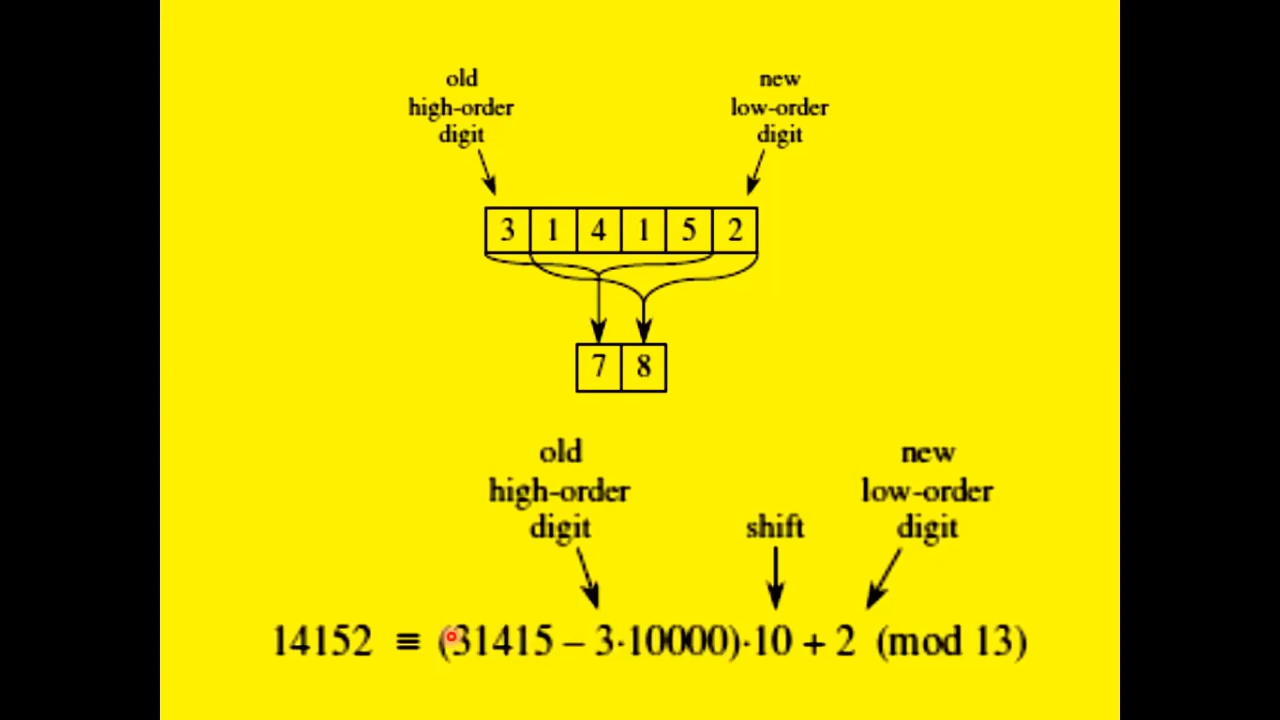 old
high-order
digit
new
low-order
digit
3 1 4 1 5 2
7 8
old
high-order
digit
shift
new
low-order
digit
14152 ≡ (31415 – 3·10000)·10 + 2 (mod 13)